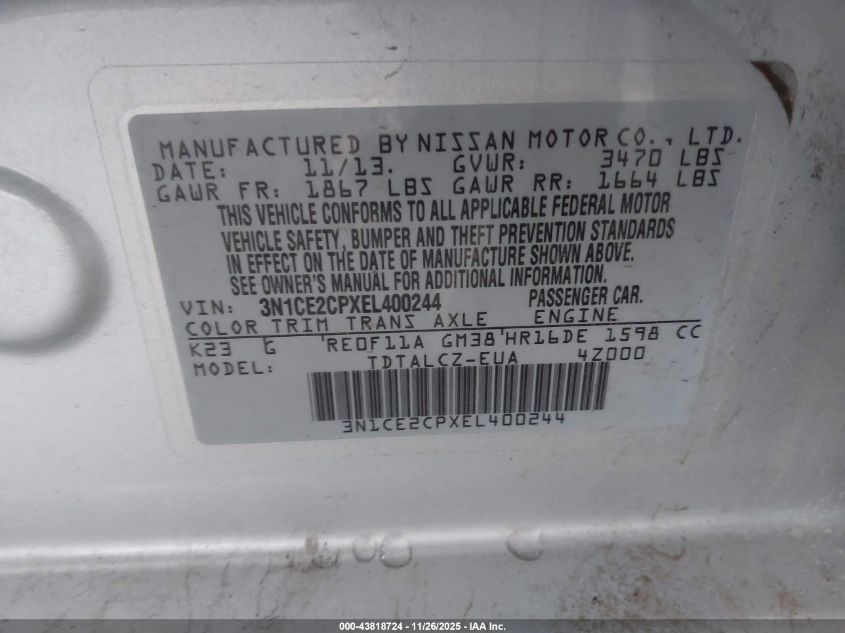 MANUFACTURED BY NISSAN MOTOR CO., LTD.
DATE: 11/13. GVWR: 3470 LBS
GAWR FR: 1867 LBS GAWR RR: 1664 LBS
THIS VEHICLE CONFORMS TO ALL APPLICABLE FEDERAL MOTOR
VEHICLE SAFETY, BUMPER AND THEFT PREVENTION STANDARDS
IN EFFECT ON THE DATE OF MANUFACTURE SHOWN ABOVE.
SEE OWNER'S MANUAL FOR ADDITIONAL INFORMATION.
VIN: 3N1CE2CPXEL400244 PASSENGER CAR.
COLOR TRIM TRANS AXLE ENGINE
K23 G 'RE0F11A GM38'HR16DE 1598 CC
MODEL: TDTALCZ-EUA 4Z000
3N1CE2CPXEL400244
000-43818724 - 11/26/2025 - IAA Inc.